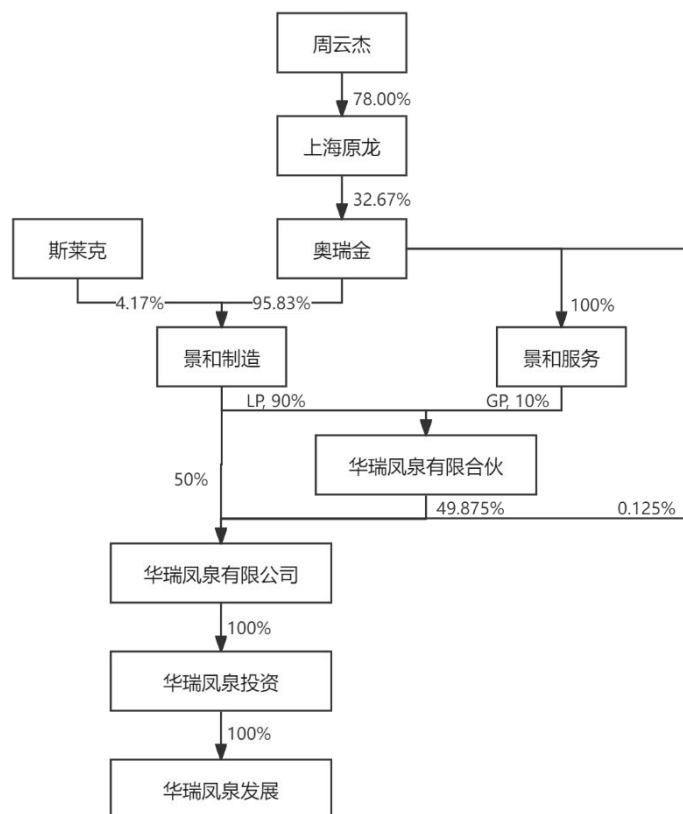 周云杰
78.00%
上海原龙
32.67%
斯莱克
奥瑞金
4.17%
95.83%
100%
景和制造
景和服务
LP, 90%
GP, 10%
华瑞凤泉有限合伙
50%
49.875%
0.125%
华瑞凤泉有限公司
100%
华瑞凤泉投资
100%
华瑞凤泉发展